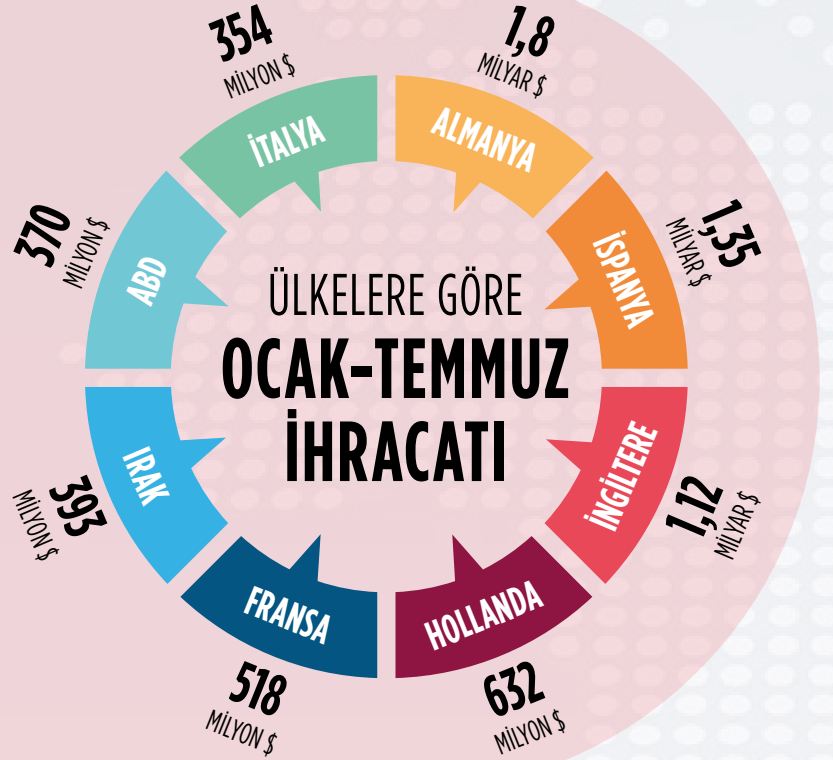 ÜLKELERE GÖRE
OCAK-TEMMUZ
İHRACATI
ALMANYA
1,8
MİLYAR $
İSPANYA
1,35
MİLYAR $
İNGİLTERE
1,12
MİLYAR $
HOLLANDA
632
MİLYON $
FRANSA
518
MİLYON $
IRAK
393
MİLYON $
ABD
370
MİLYON $
İTALYA
354
MİLYON $